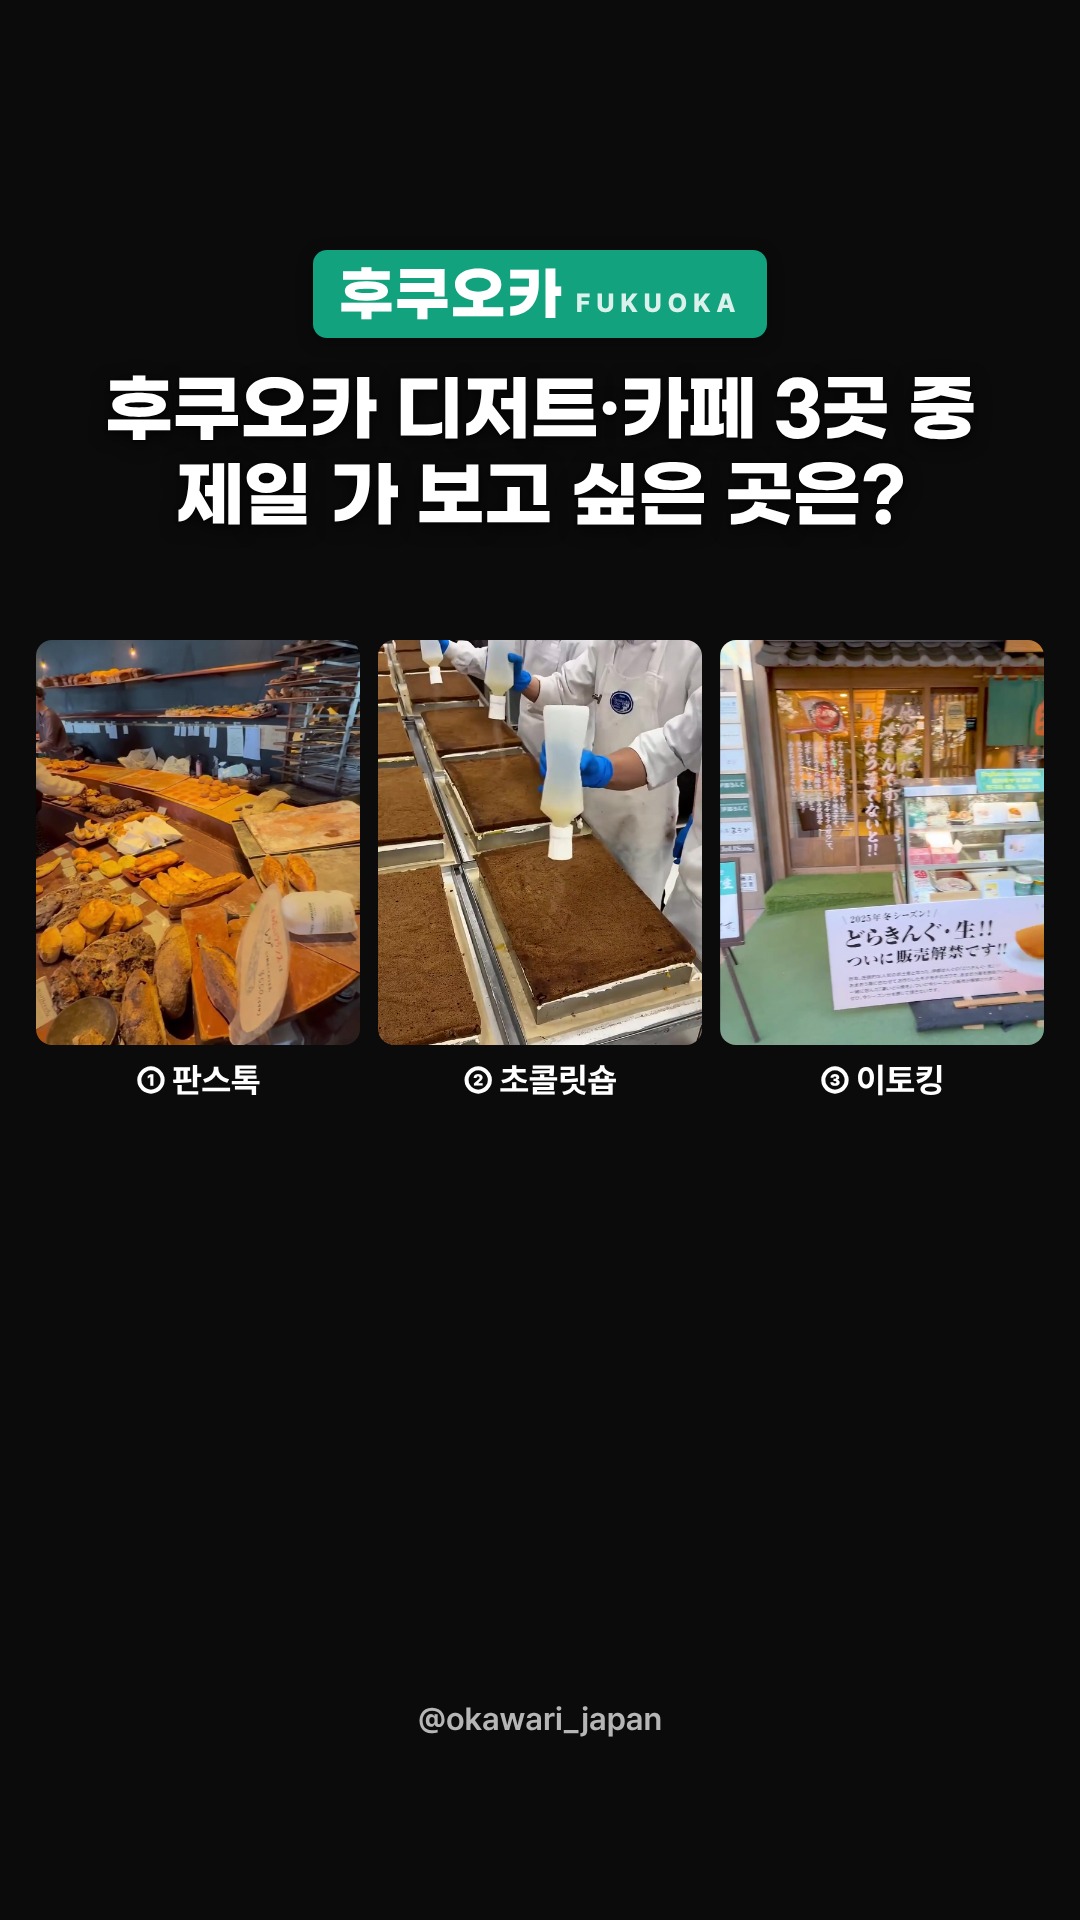 후쿠오카 FUKUOKA
후쿠오카 디저트·카페 3곳 중
제일 가 보고 싶은 곳은?
2025年 冬シーズン!
どらきんぐ・生!!
ついに販売解禁です!!
① 판스톡
② 초콜릿숍
③ 이토킹
@okawari_japan